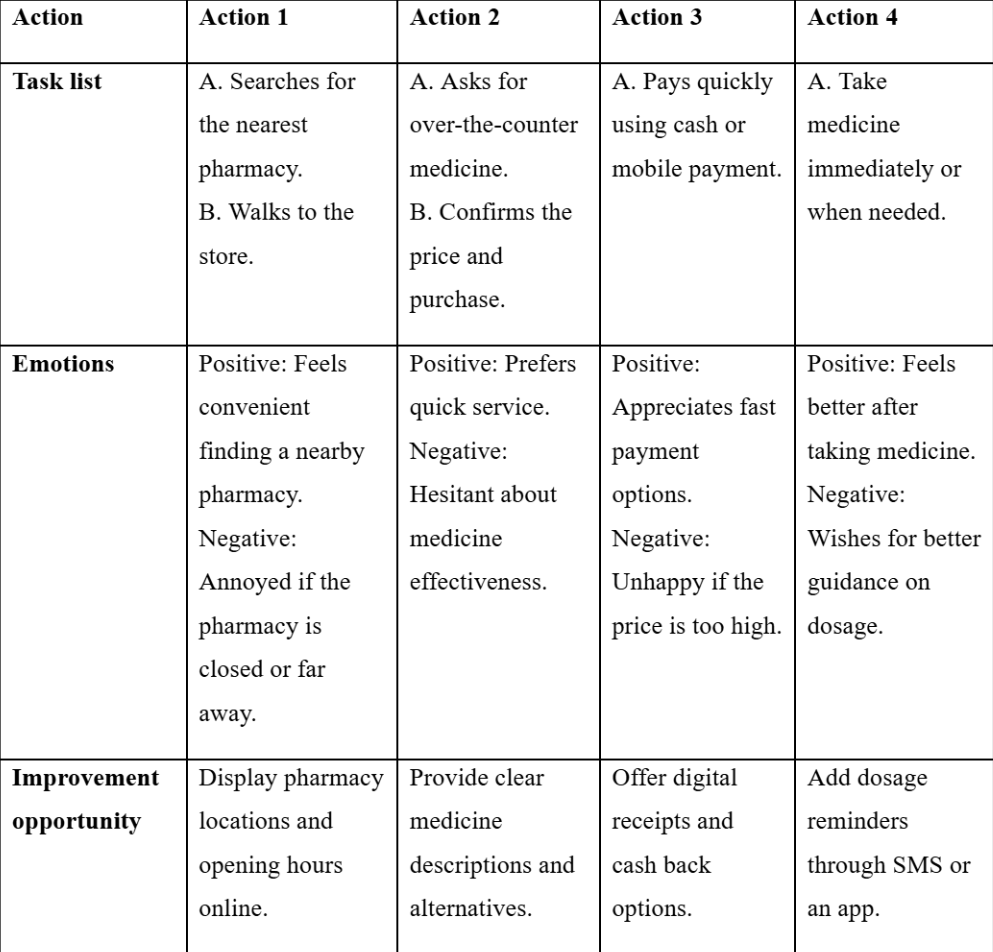 Action
Action 1
Action 2
Action 3
Action 4
Task list
A. Searches for
the nearest
pharmacy.
B. Walks to the
store.
A. Asks for
over-the-counter
medicine.
B. Confirms the
price and
purchase.
A. Pays quickly
using cash or
mobile payment.
A. Take
medicine
immediately or
when needed.
Emotions
Positive: Feels
convenient
finding a nearby
pharmacy.
Negative:
Annoyed if the
pharmacy is
closed or far
away.
Positive: Prefers
quick service.
Negative:
Hesitant about
medicine
effectiveness.
Positive:
Appreciates fast
payment
options.
Negative:
Unhappy if the
price is too high.
Positive: Feels
better after
taking medicine.
Negative:
Wishes for better
guidance on
dosage.
Improvement
opportunity
Display pharmacy
locations and
opening hours
online.
Provide clear
medicine
descriptions and
alternatives.
Offer digital
receipts and
cash back
options.
Add dosage
reminders
through SMS or
an app.